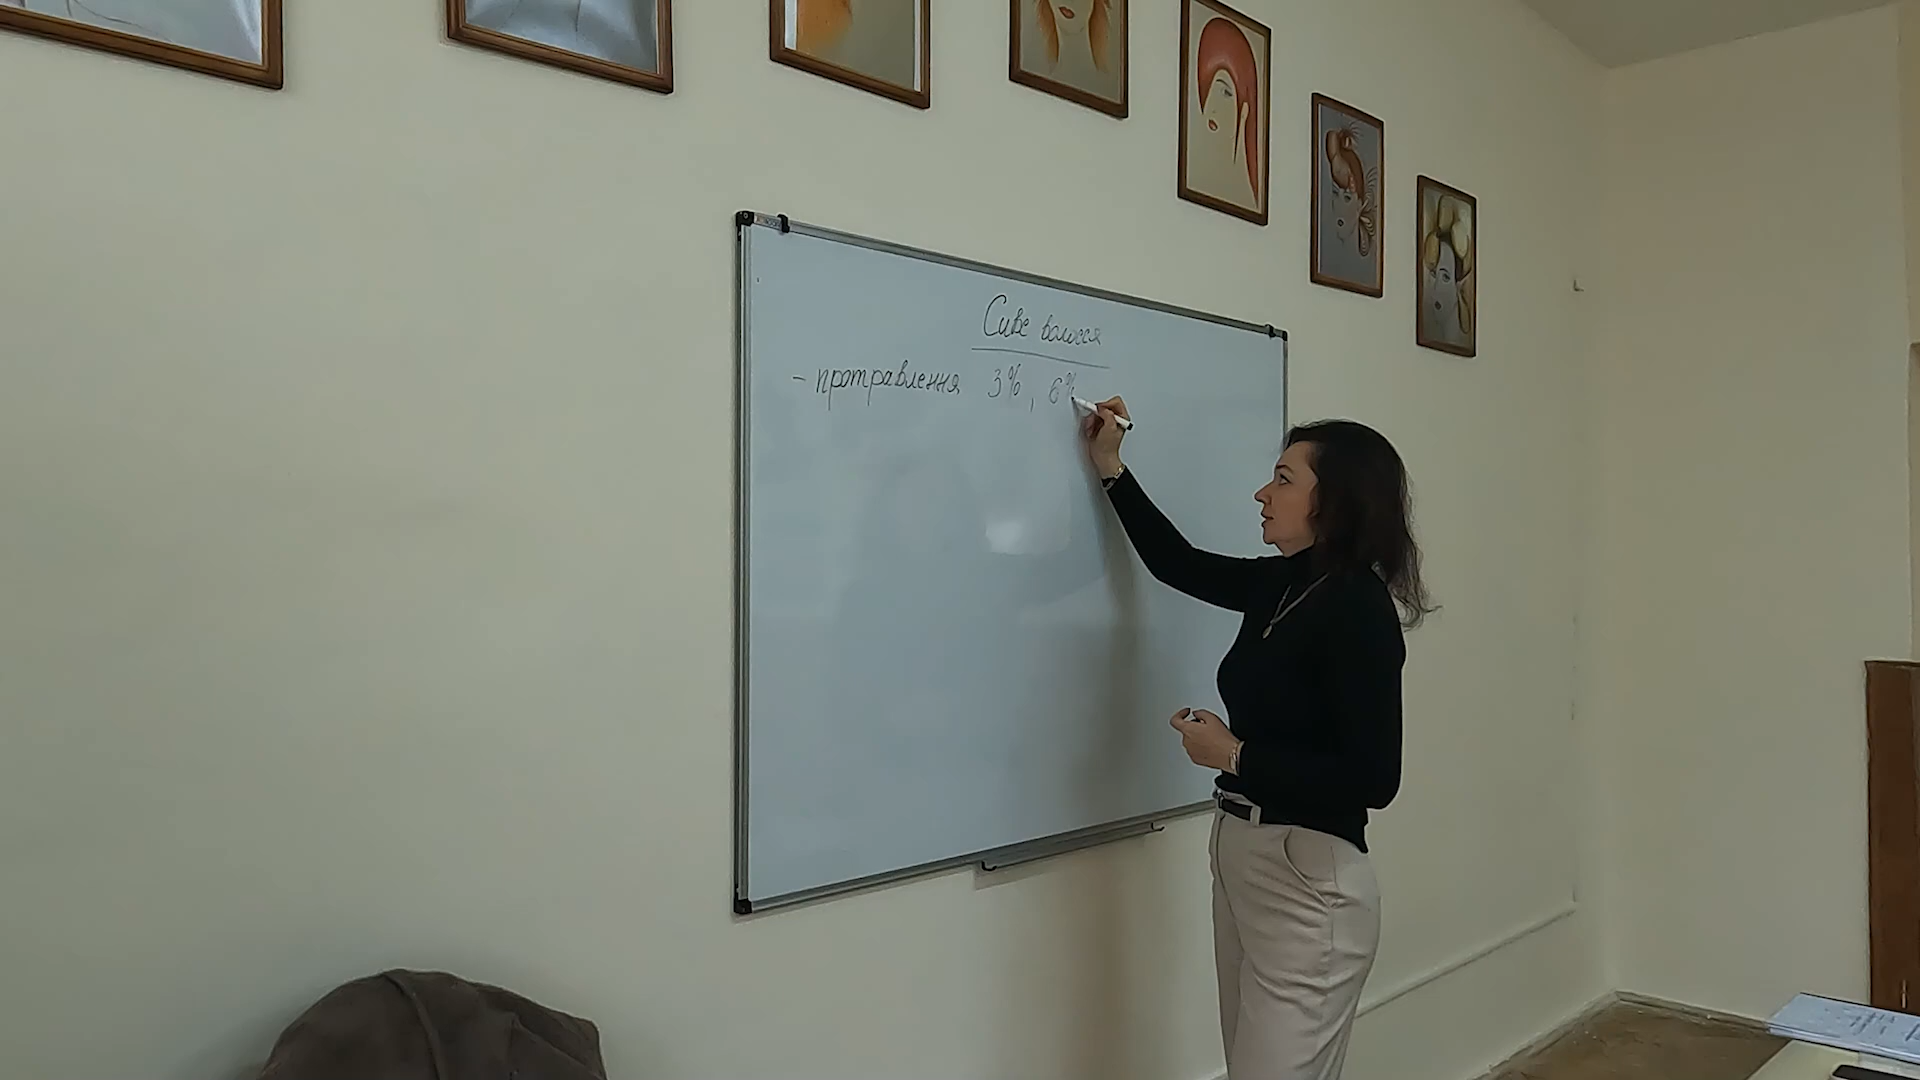 Сиве волосся
- протравлення 3%, 6%